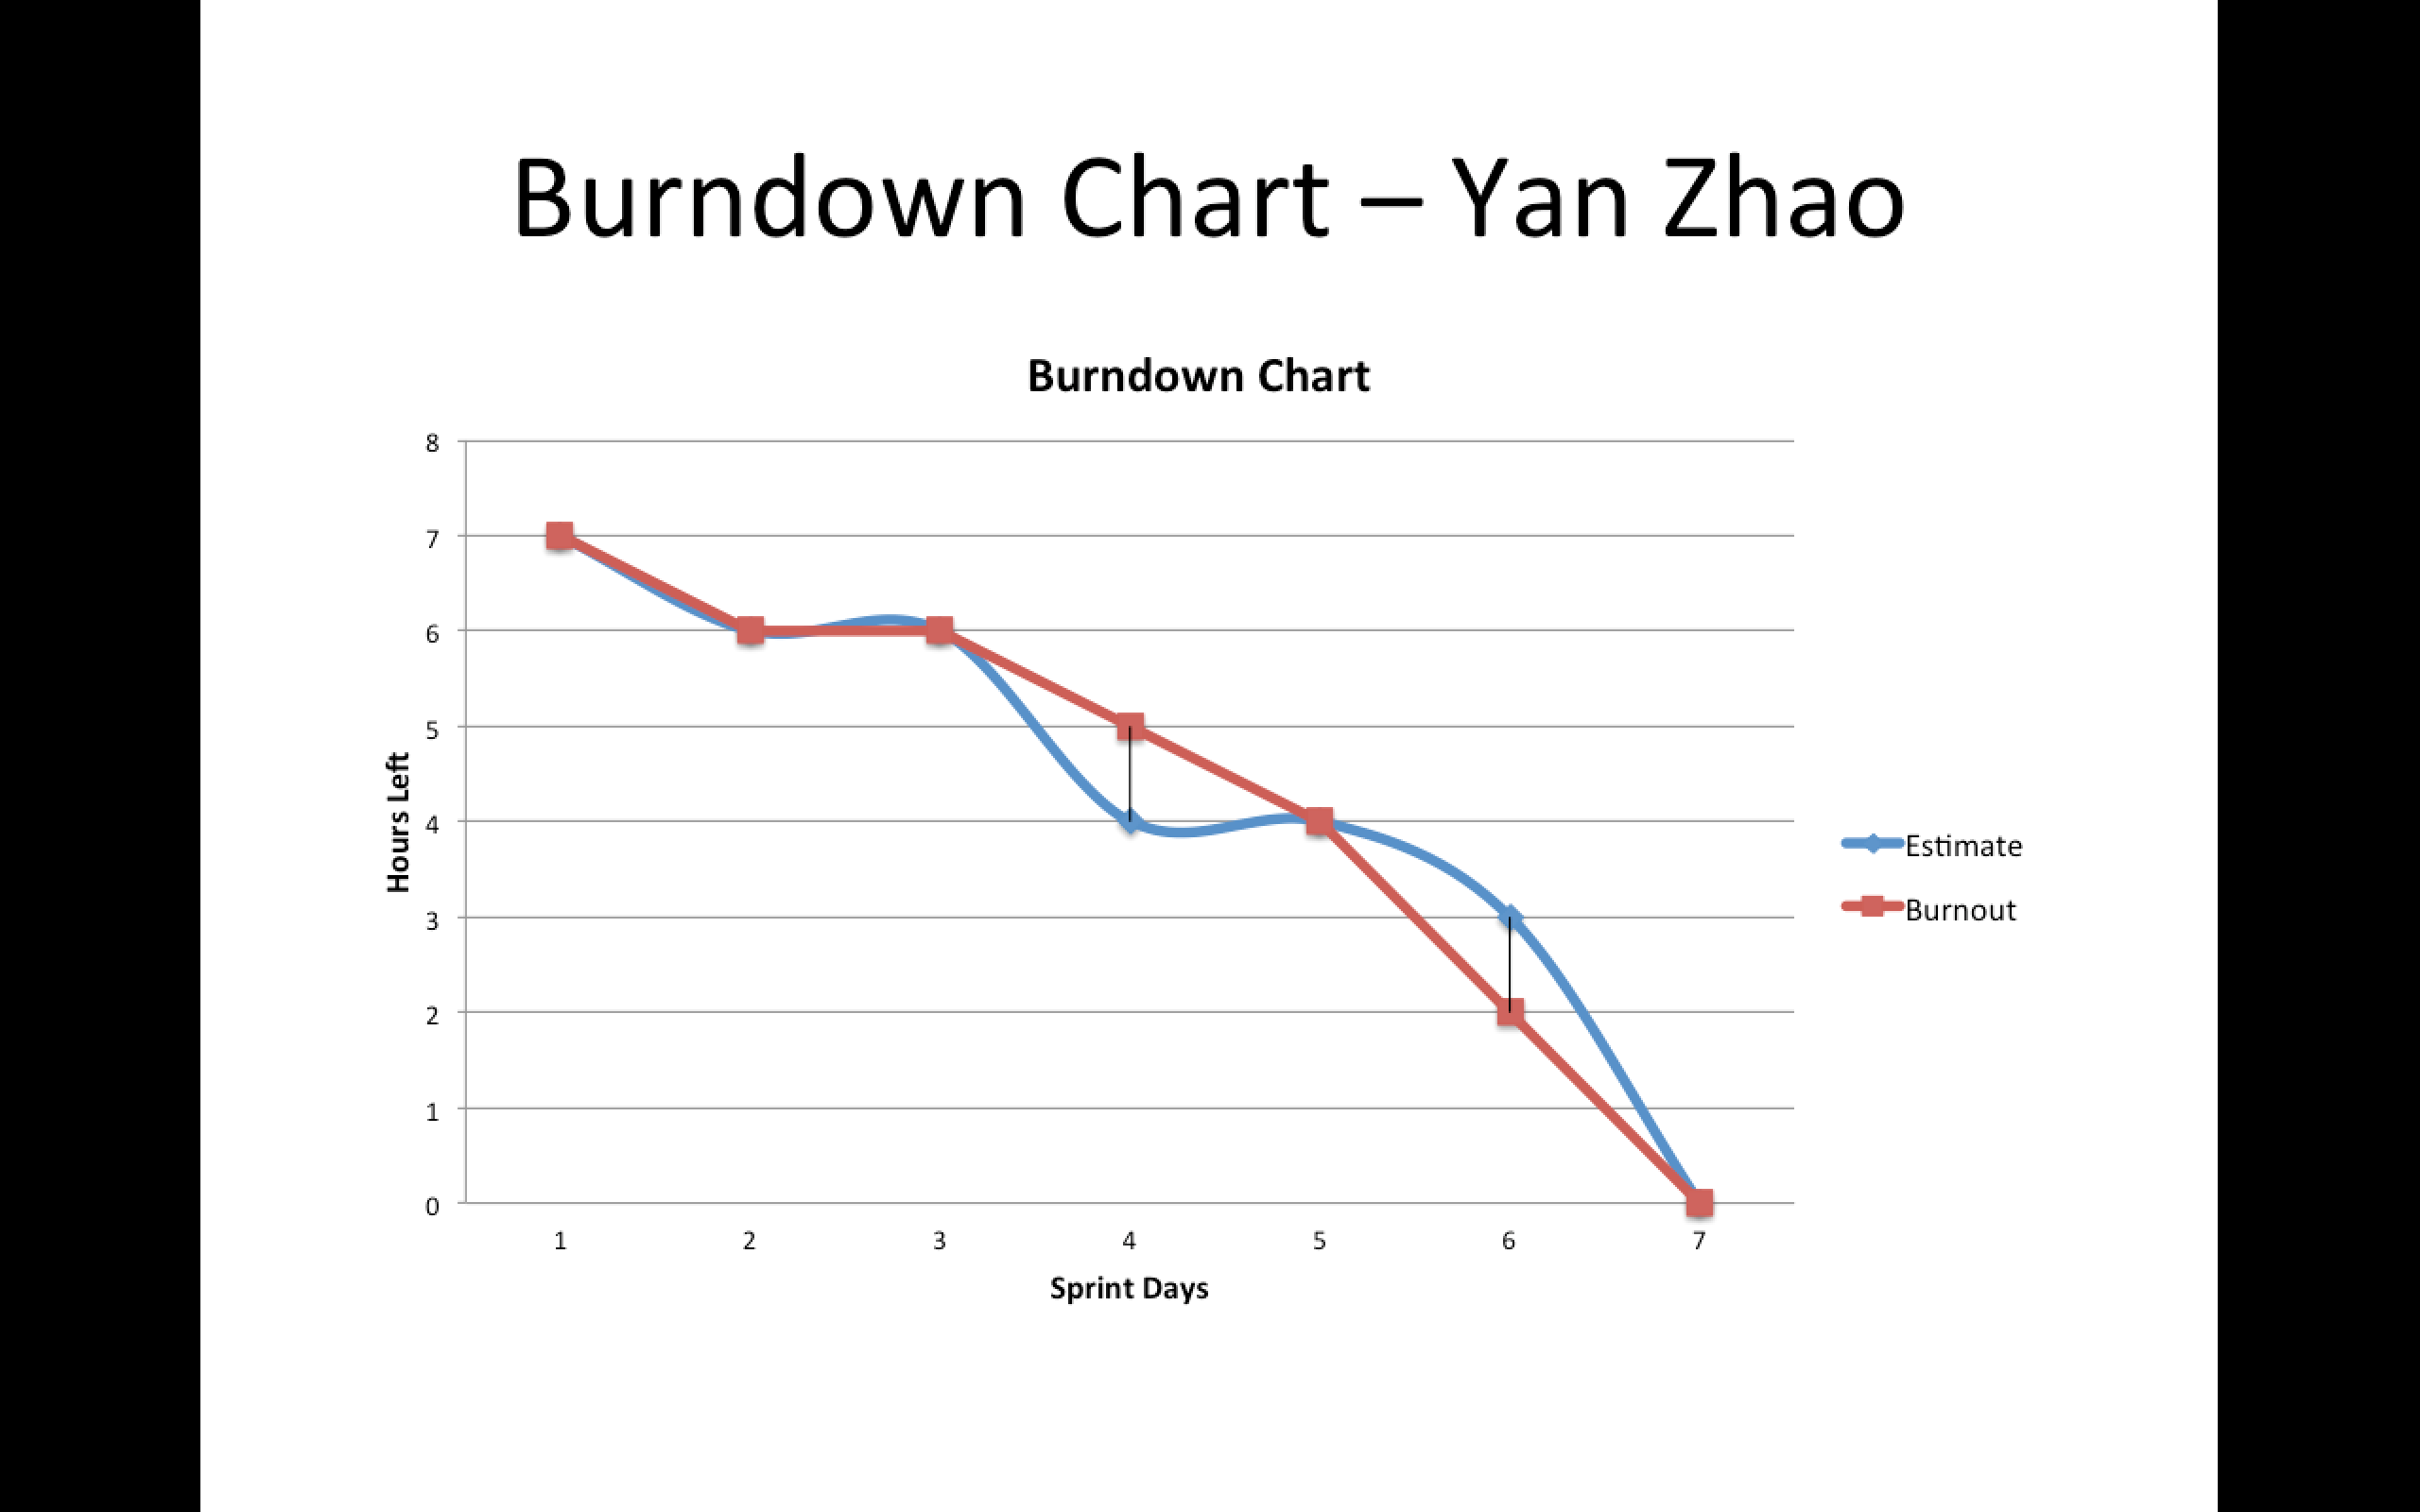 Burndown Chart – Yan Zhao
Burndown Chart
8
7
6
5
4
3
2
1
0
Hours Left
1 2 3 4 5 6 7
Sprint Days
Estimate
Burnout